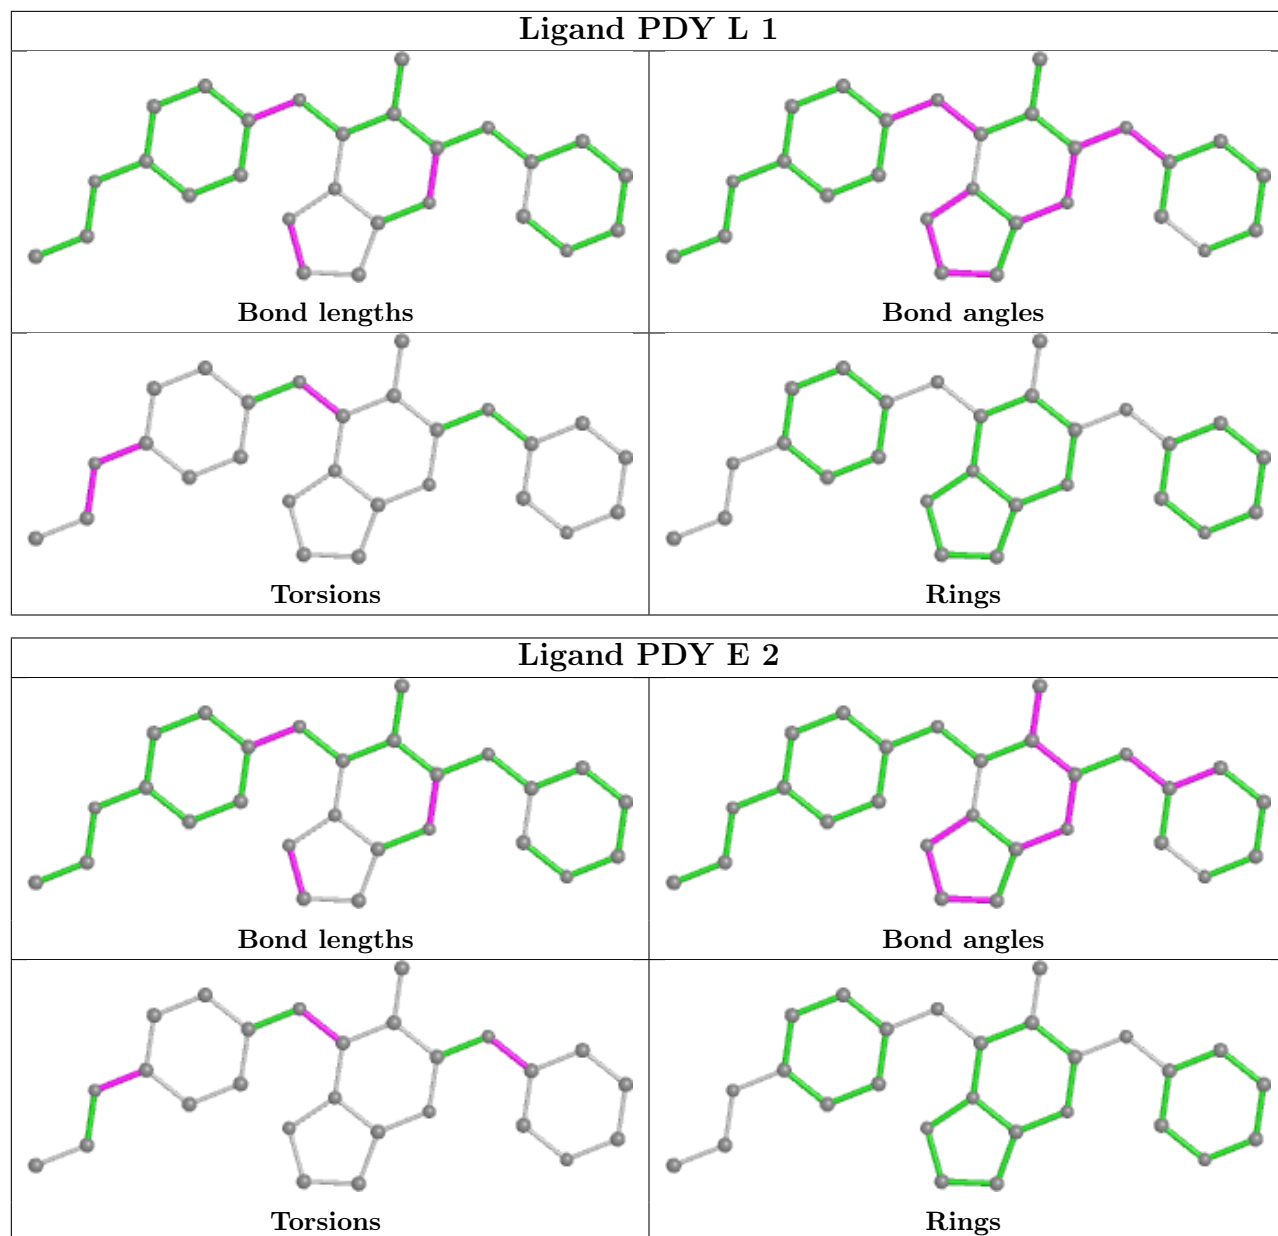 Ligand PDY L 1
Bond lengths
Bond angles
Torsions
Rings
Ligand PDY E 2
Bond lengths
Bond angles
Torsions
Rings